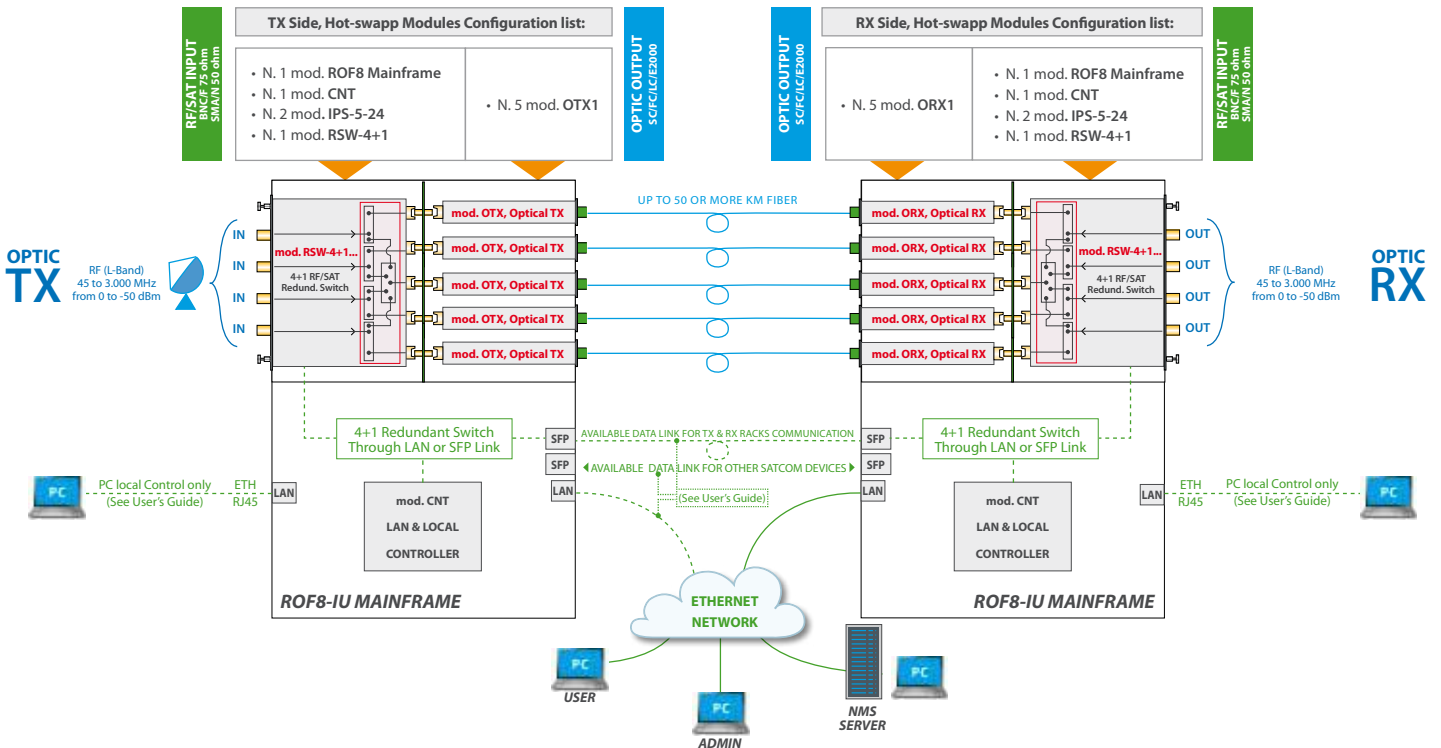 TX Side, Hot-swapp Modules Configuration list:
RX Side, Hot-swapp Modules Configuration list:
RF/SAT INPUT
BNC/F 75 ohm
SMA/N 50 ohm
• N. 1 mod. ROF8 Mainframe
• N. 1 mod. CNT
• N. 2 mod. IPS-5-24
• N. 1 mod. RSW-4+1
• N. 5 mod. OTX1
OPTIC OUTPUT
SC/FC/LC/E2000
OPTIC OUTPUT
SC/FC/LC/E2000
• N. 5 mod. ORX1
• N. 1 mod. ROF8 Mainframe
• N. 1 mod. CNT
• N. 2 mod. IPS-5-24
• N. 1 mod. RSW-4+1
RF/SAT INPUT
BNC/F 75 ohm
SMA/N 50 ohm
OPTIC
TX
RF (L-Band)
45 to 3.000 MHz
from 0 to -50 dBm
IN
IN
IN
IN
mod. RSW-4+1...
4+1 RF/SAT
Redund. Switch
mod. OTX, Optical TX
mod. OTX, Optical TX
mod. OTX, Optical TX
mod. OTX, Optical TX
mod. OTX, Optical TX
UP TO 50 OR MORE KM FIBER
mod. ORX, Optical RX
mod. ORX, Optical RX
mod. ORX, Optical RX
mod. ORX, Optical RX
mod. ORX, Optical RX
mod. RSW-4+1...
4+1 RF/SAT
Redund. Switch
OUT
OUT
OUT
OUT
RF (L-Band)
45 to 3.000 MHz
from 0 to -50 dBm
OPTIC
RX
4+1 Redundant Switch
Through LAN or SFP Link
SFP
AVAILABLE DATA LINK FOR TX & RX RACKS COMMUNICATION
SFP
4+1 Redundant Switch
Through LAN or SFP Link
SFP
AVAILABLE DATA LINK FOR OTHER SATCOM DEVICES
SFP
LAN
(See User's Guide)
LAN
PC
PC local Control only
(See User's Guide)
ETH
RJ45
LAN
mod. CNT
LAN & LOCAL
CONTROLLER
mod. CNT
LAN & LOCAL
CONTROLLER
LAN
ETH
RJ45
PC local Control only
(See User's Guide)
PC
ROF8-IU MAINFRAME
ETHERNET
NETWORK
ROF8-IU MAINFRAME
PC
USER
PC
ADMIN
NMS
SERVER
PC